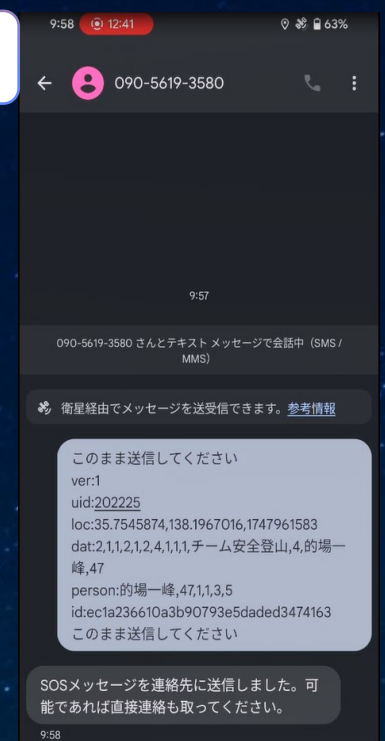 9:58 12:41 63%
090-5619-3580
9:57
090-5619-3580 さんとテキスト メッセージで会話中（SMS /
MMS）
衛星経由でメッセージを送受信できます。参考情報
このまま送信してください
ver:1
uid:202225
loc:35.7545874,138.1967016,1747961583
dat:2,1,1,2,1,2,4,1,1,1,チーム安全登山,4,的場一
峰,47
person:的場一峰,47,1,1,3,5
id:ec1a236610a3b90793e5daded3474163
このまま送信してください
SOSメッセージを連絡先に送信しました。可
能であれば直接連絡も取ってください。
9:58